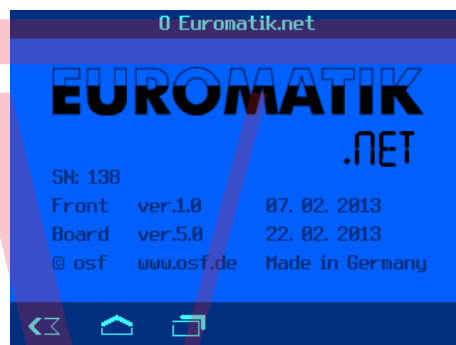 0 Euromatik.net
EUROMATIK
.NET
SN: 138
Front ver.1.0 07. 02. 2013
Board ver.5.0 22. 02. 2013
© osf www.osf.de Made in Germany